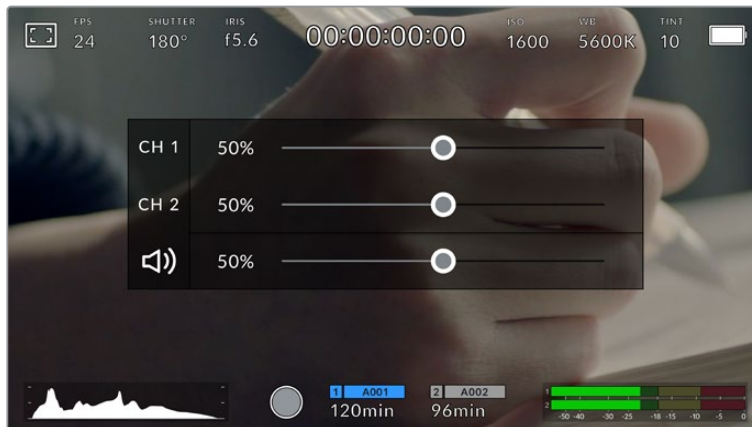 FPS SHUTTER IRIS ISO WB TINT
24 180° f5.6 00:00:00:00 1600 5600K 10
CH 1 50%
CH 2 50%
50%
1 A001 2 A002
120min 96min
1
2
-50 -40 -30 -25 -18 -15 -10 -5 0